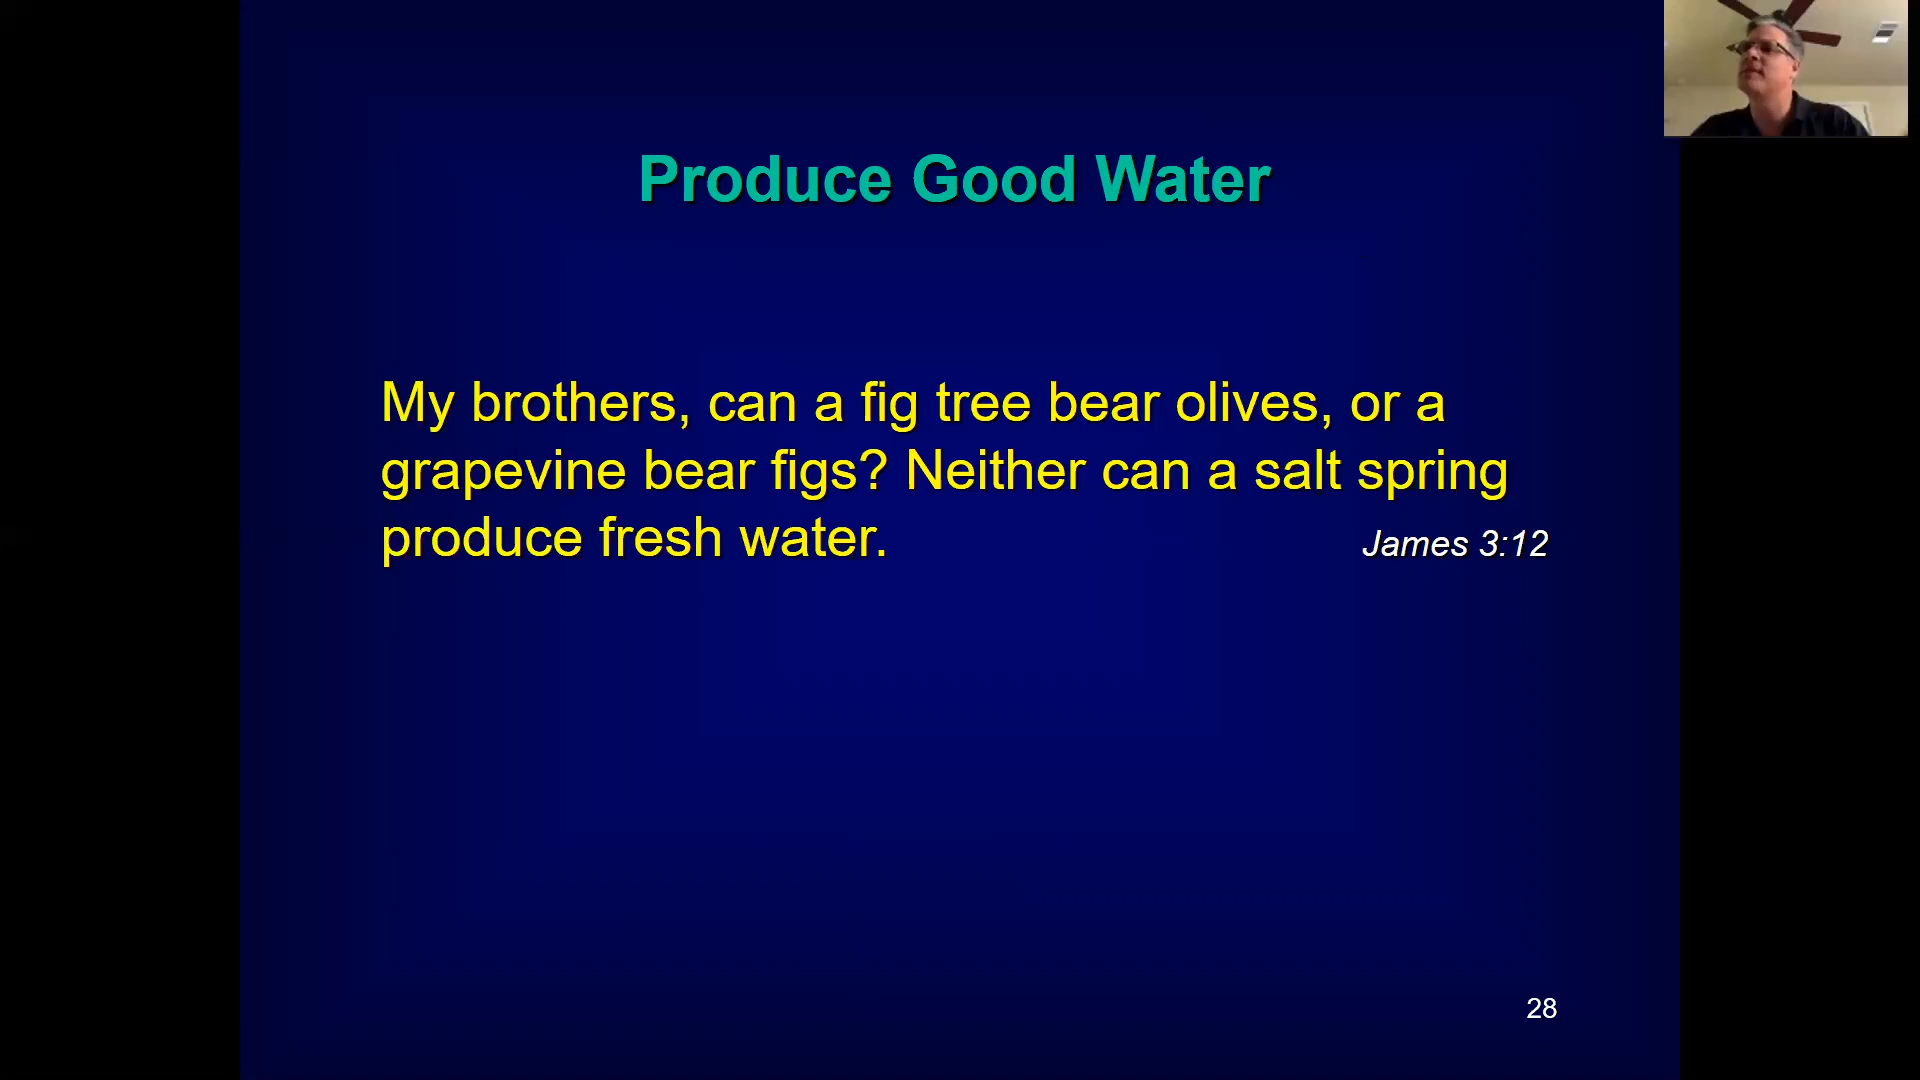 Produce Good Water
My brothers, can a fig tree bear olives, or a
grapevine bear figs? Neither can a salt spring
produce fresh water. James 3:12
28